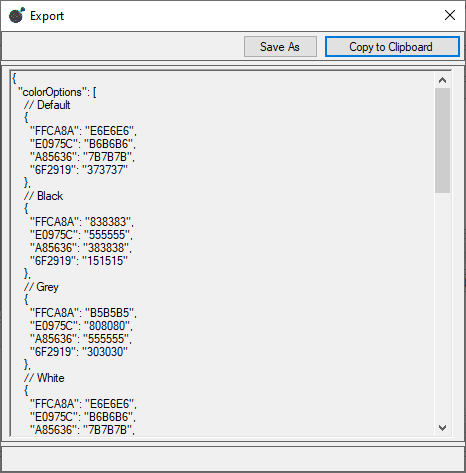 Export
Save As
Copy to Clipboard
{
"colorOptions": [
// Default
{
"FFCA8A": "E6E6E6",
"E0975C": "B6B6B6",
"A85636": "7B7B7B",
"6F2919": "373737"
},
// Black
{
"FFCA8A": "838383",
"E0975C": "555555",
"A85636": "383838",
"6F2919": "151515"
},
// Grey
{
"FFCA8A": "B5B5B5",
"E0975C": "808080",
"A85636": "555555",
"6F2919": "303030"
},
// White
{
"FFCA8A": "E6E6E6",
"E0975C": "B6B6B6",
"A85636": "7B7B7B",